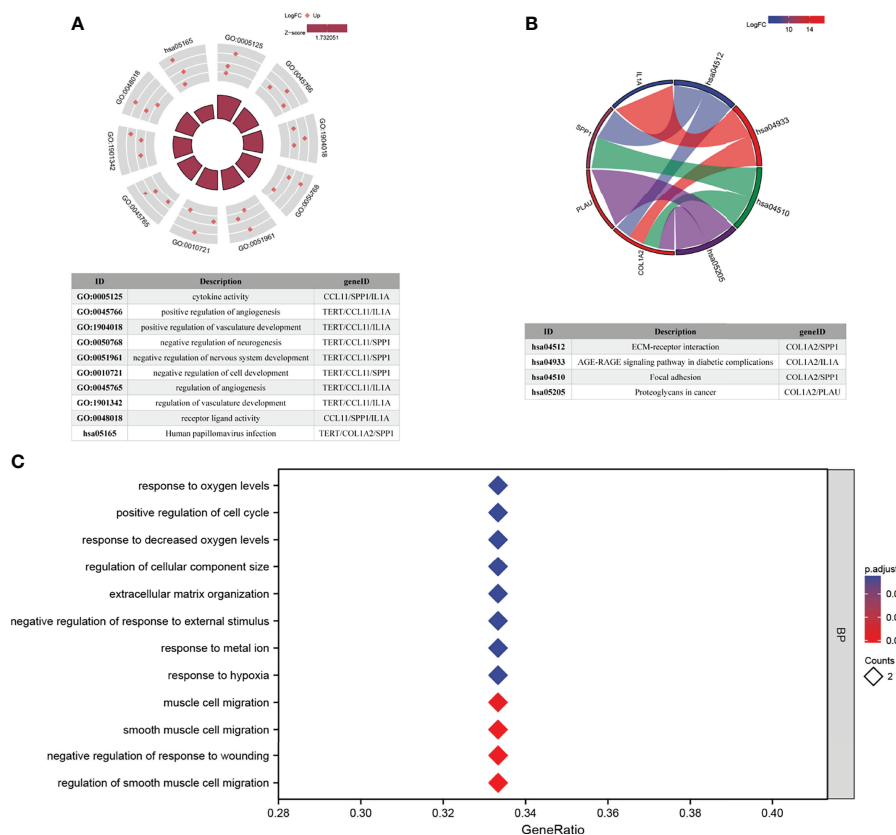 A
LogFC Up
Z-score
1.732051
hsa05165
GO:0005125
GO:0048018
GO:0045766
GO:1901342
GO:1904018
GO:0045765
GO:0050768
GO:0010721
GO:0051961
ID Description geneID
GO:0005125 cytokine activity CCL11/SPP1/IL1A
GO:0045766 positive regulation of angiogenesis TERT/CCL11/IL1A
GO:1904018 positive regulation of vasculature development TERT/CCL11/IL1A
GO:0050768 negative regulation of neurogenesis TERT/CCL11/SPP1
GO:0051961 negative regulation of nervous system development TERT/CCL11/SPP1
GO:0010721 negative regulation of cell development TERT/CCL11/SPP1
GO:0045765 regulation of angiogenesis TERT/CCL11/IL1A
GO:1901342 regulation of vasculature development TERT/CCL11/IL1A
GO:0048018 receptor ligand activity CCL11/SPP1/IL1A
hsa05165 Human papillomavirus infection TERT/COL1A2/SPP1
B
LogFC
10 14
IL1A
hsa04512
SPP1
hsa04933
PLAU
hsa04510
COL1A2
hsa05205
ID Description geneID
hsa04512 ECM-receptor interaction COL1A2/SPP1
hsa04933 AGE-RAGE signaling pathway in diabetic complications COL1A2/IL1A
hsa04510 Focal adhesion COL1A2/SPP1
hsa05205 Proteoglycans in cancer COL1A2/PLAU
C
response to oxygen levels
positive regulation of cell cycle
response to decreased oxygen levels
regulation of cellular component size
extracellular matrix organization
negative regulation of response to external stimulus
response to metal ion
response to hypoxia
muscle cell migration
smooth muscle cell migration
negative regulation of response to wounding
regulation of smooth muscle cell migration
0.28 0.30 0.32 0.34 0.36 0.38 0.40
GeneRatio
BP
p.adjust
0.0
0.0
0.0
Counts
2